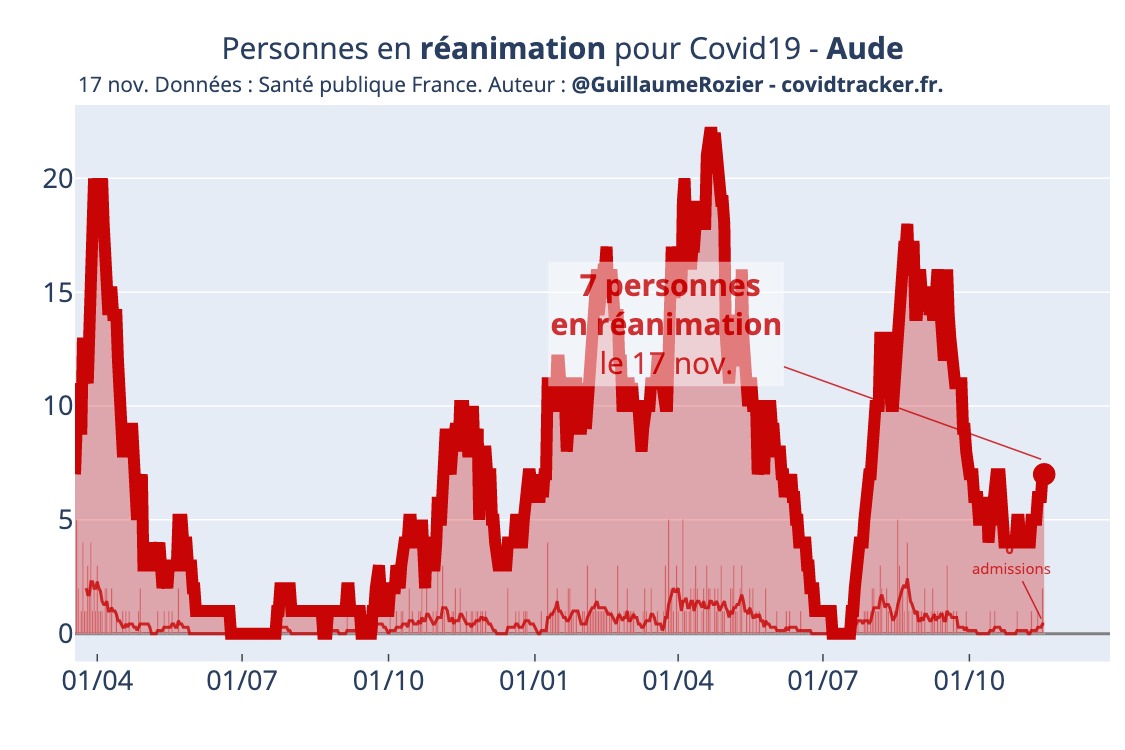 Personnes en réanimation pour Covid19 - Aude
17 nov. Données : Santé publique France. Auteur : @GuillaumeRozier - covidtracker.fr.
20
15
10
5
0
7 personnes
en réanimation
le 17 nov.
admissions
01/04
01/07
01/10
01/01
01/04
01/07
01/10